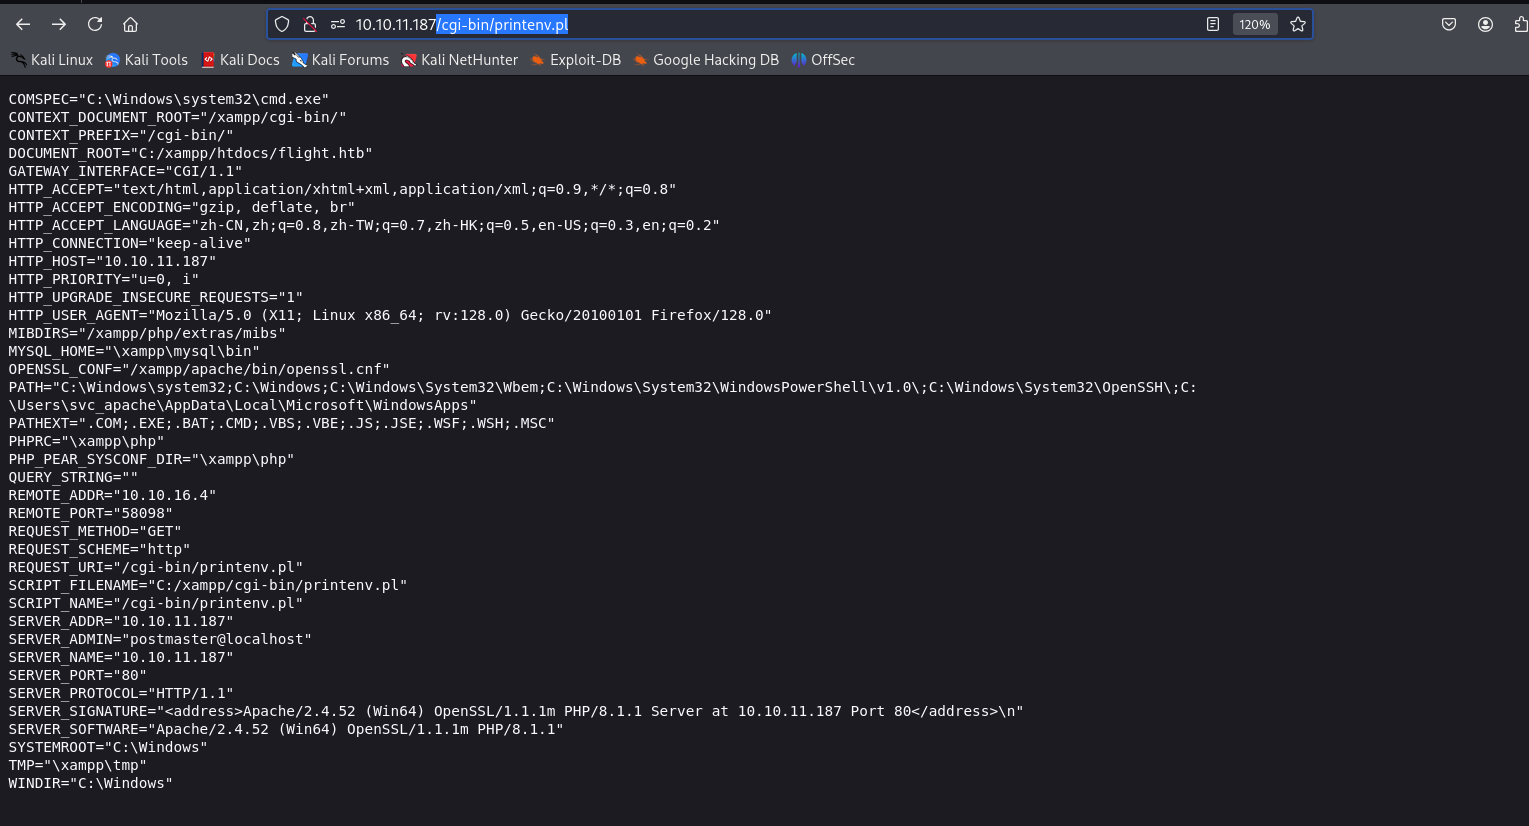 10.10.11.187/cgi-bin/printenv.pl
120%
Kali Linux Kali Tools Kali Docs Kali Forums Kali NetHunter Exploit-DB Google Hacking DB OffSec
COMSPEC="C:\Windows\system32\cmd.exe"
CONTEXT_DOCUMENT_ROOT="/xampp/cgi-bin/"
CONTEXT_PREFIX="/cgi-bin/"
DOCUMENT_ROOT="C:/xampp/htdocs/flight.htb"
GATEWAY_INTERFACE="CGI/1.1"
HTTP_ACCEPT="text/html,application/xhtml+xml,application/xml;q=0.9,*/*;q=0.8"
HTTP_ACCEPT_ENCODING="gzip, deflate, br"
HTTP_ACCEPT_LANGUAGE="zh-CN,zh;q=0.8,zh-TW;q=0.7,zh-HK;q=0.5,en-US;q=0.3,en;q=0.2"
HTTP_CONNECTION="keep-alive"
HTTP_HOST="10.10.11.187"
HTTP_PRIORITY="u=0, i"
HTTP_UPGRADE_INSECURE_REQUESTS="1"
HTTP_USER_AGENT="Mozilla/5.0 (X11; Linux x86_64; rv:128.0) Gecko/20100101 Firefox/128.0"
MIBDIRS="/xampp/php/extras/mibs"
MYSQL_HOME="\xampp\mysql\bin"
OPENSSL_CONF="/xampp/apache/bin/openssl.cnf"
PATH="C:\Windows\system32;C:\Windows;C:\Windows\System32\Wbem;C:\Windows\System32\WindowsPowerShell\v1.0\;C:\Windows\System32\OpenSSH\;C:
\Users\svc_apache\AppData\Local\Microsoft\WindowsApps"
PATHEXT=".COM;.EXE;.BAT;.CMD;.VBS;.VBE;.JS;.JSE;.WSF;.WSH;.MSC"
PHPRC="\xampp\php"
PHP_PEAR_SYSCONF_DIR="\xampp\php"
QUERY_STRING=""
REMOTE_ADDR="10.10.16.4"
REMOTE_PORT="58098"
REQUEST_METHOD="GET"
REQUEST_SCHEME="http"
REQUEST_URI="/cgi-bin/printenv.pl"
SCRIPT_FILENAME="C:/xampp/cgi-bin/printenv.pl"
SCRIPT_NAME="/cgi-bin/printenv.pl"
SERVER_ADDR="10.10.11.187"
SERVER_ADMIN="postmaster@localhost"
SERVER_NAME="10.10.11.187"
SERVER_PORT="80"
SERVER_PROTOCOL="HTTP/1.1"
SERVER_SIGNATURE="<address>Apache/2.4.52 (Win64) OpenSSL/1.1.1m PHP/8.1.1 Server at 10.10.11.187 Port 80</address>\n"
SERVER_SOFTWARE="Apache/2.4.52 (Win64) OpenSSL/1.1.1m PHP/8.1.1"
SYSTEMROOT="C:\Windows"
TMP="\xampp\tmp"
WINDIR="C:\Windows"